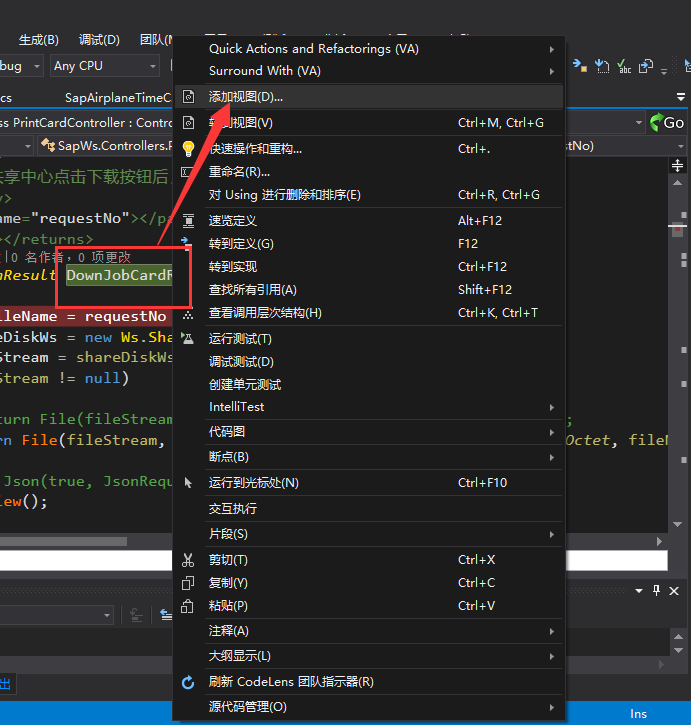 生成(B) 调试(D) 团队(M
bug Any CPU
cs SapAirplaneTimeC
ss PrintCardController : Contro Go
SapWs.Controllers.P stNo)
共享中心点击下载按钮后
y>
ame="requestNo"></p
></returns>
0 名作者, 0 项更改
nResult DownJobCardR
ileName = requestNo
eDiskWs = new Ws.Sha
Stream = shareDiskWs
Stream != null)
turn File(fileStream ;
rn File(fileStream, Octet, fileN
Json(true, JsonRequ
ew();
出
Ins
Quick Actions and Refactorings (VA)
Surround With (VA)
添加视图(D)...
转到视图(V) Ctrl+M, Ctrl+G
快速操作和重构... Ctrl+.
重命名(R)...
对 Using 进行删除和排序(E) Ctrl+R, Ctrl+G
速览定义 Alt+F12
转到定义(G) F12
转到实现 Ctrl+F12
查找所有引用(A) Shift+F12
查看调用层次结构(H) Ctrl+K, Ctrl+T
运行测试(T)
调试测试(D)
创建单元测试
IntelliTest
代码图
断点(B)
运行到光标处(N) Ctrl+F10
交互执行
片段(S)
剪切(T) Ctrl+X
复制(Y) Ctrl+C
粘贴(P) Ctrl+V
注释(A)
大纲显示(L)
刷新 CodeLens 团队指示器(R)
源代码管理(O)